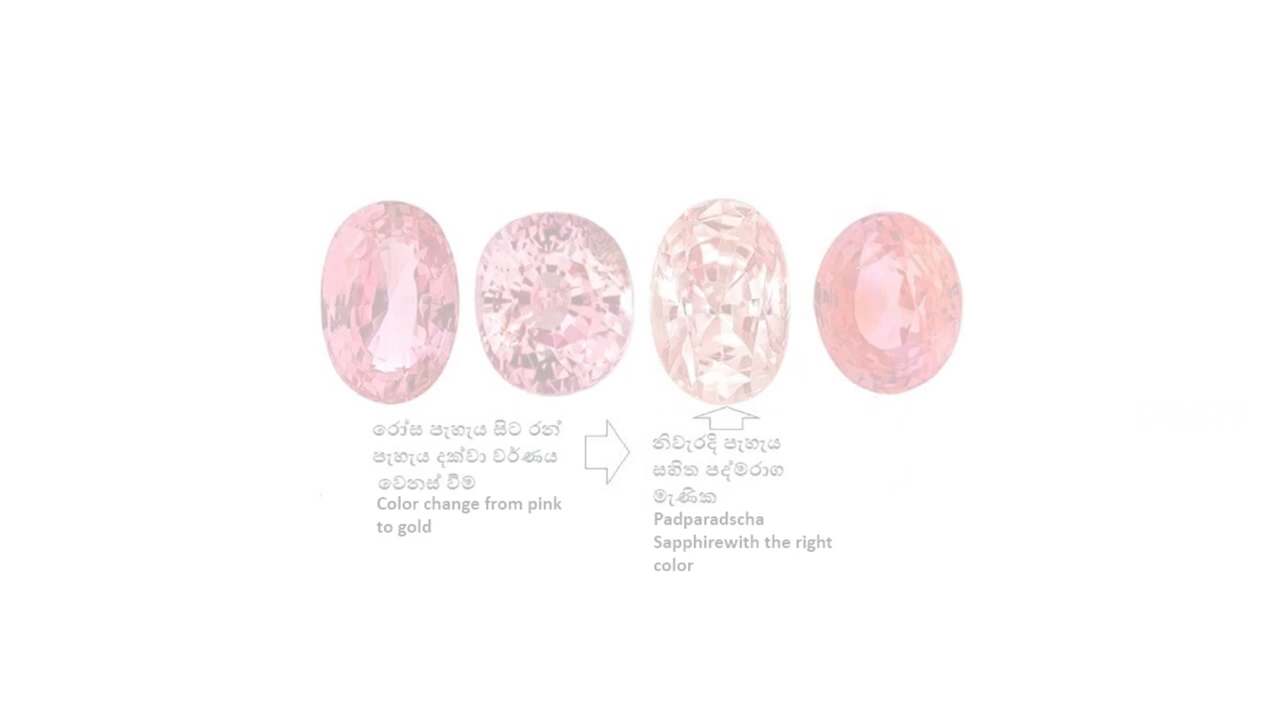 රෝස පැහැය සිට රන්
පැහැය දක්වා වර්ණය
වෙනස් වීම
Color change from pink
to gold
නිවැරදි පැහැය
සහිත පද්මරාග
මැණික
Padparadscha
Sapphirewith the right
color